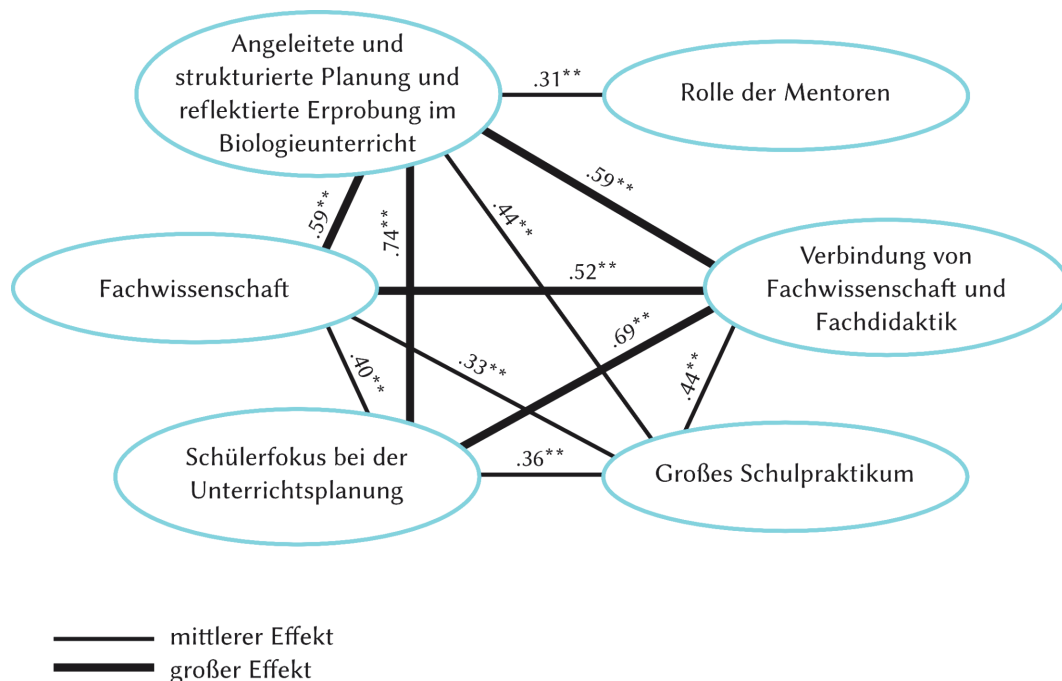 Angeleitete und
strukturierte Planung und
reflektierte Erprobung im
Biologieunterricht
.31**
Rolle der Mentoren
.59**
.74**
.44**
.59**
Fachwissenschaft
.52**
Verbindung von
Fachwissenschaft und
Fachdidaktik
.40**
.33**
.69**
.44**
Schülerfokus bei der
Unterrichtsplanung
.36**
Großes Schulpraktikum
mittlerer Effekt
großer Effekt